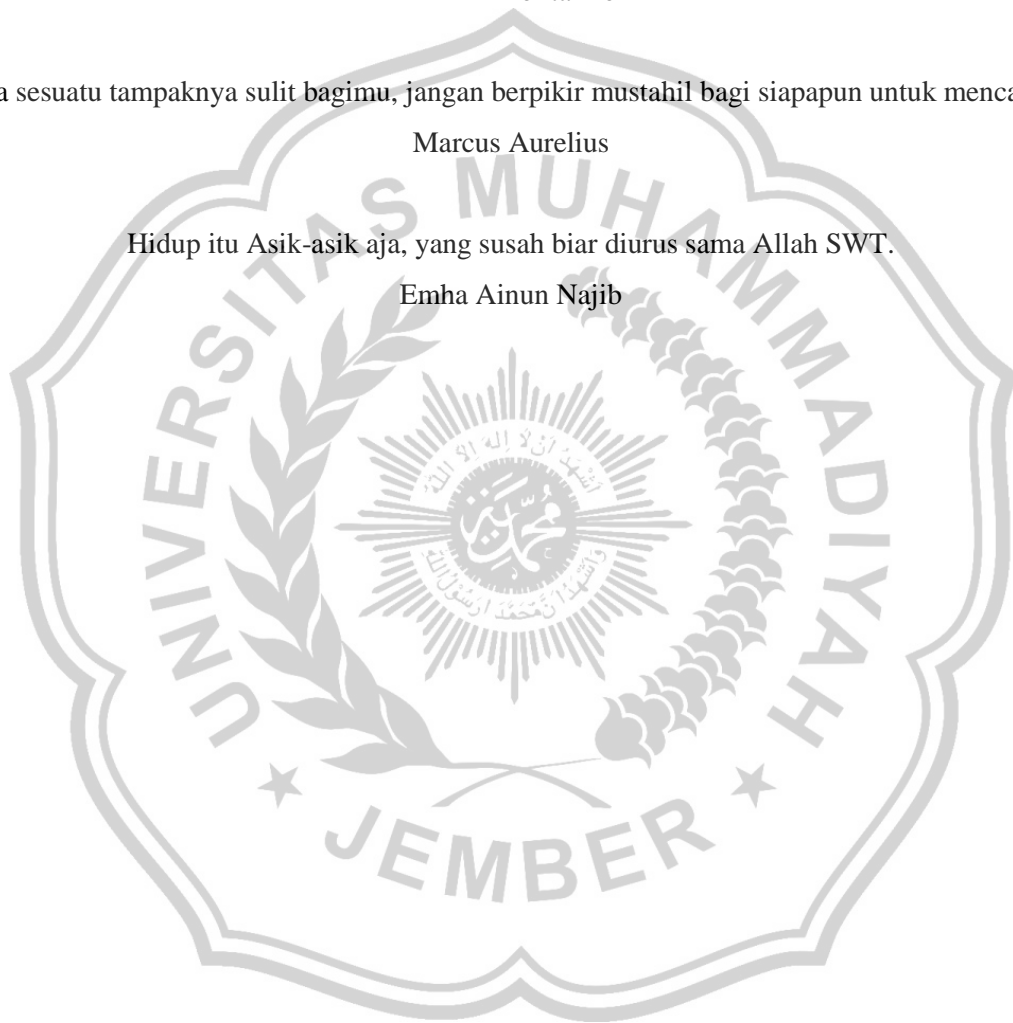 a sesuatu tampaknya sulit bagimu, jangan berpikir mustahil bagi siapapun untuk menca
Marcus Aurelius
Hidup itu Asik-asik aja, yang susah biar diurus sama Allah SWT.
Emha Ainun Najib
UNIVERSITAS MUHAMMADIYAH
JEMBER